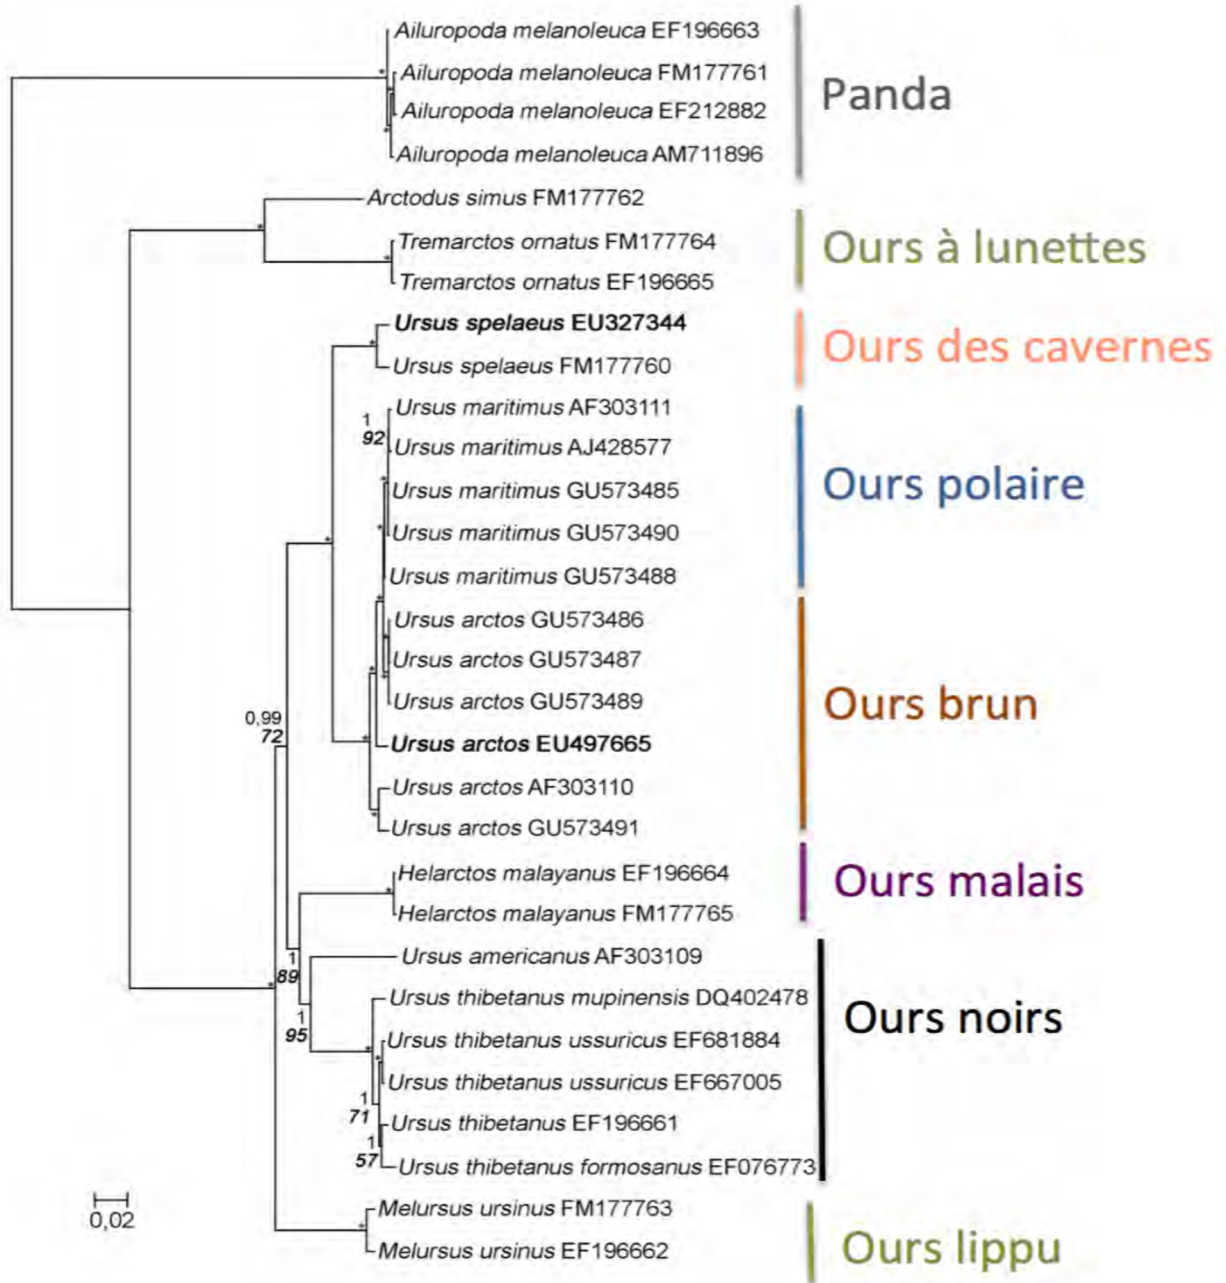 Ailuropoda melanoleuca EF196663
Ailuropoda melanoleuca FM177761
Panda
Ailuropoda melanoleuca EF212882
Ailuropoda melanoleuca AM711896
Arctodus simus FM177762
Tremarctos ornatus FM177764
Ours à lunettes
Tremarctos ornatus EF196665
Ursus spelaeus EU327344
Ours des cavernes
Ursus spelaeus FM177760
Ursus maritimus AF303111
1
92
Ursus maritimus AJ428577
Ours polaire
Ursus maritimus GU573485
Ursus maritimus GU573490
Ursus maritimus GU573488
Ursus arctos GU573486
Ursus arctos GU573487
Ours brun
Ursus arctos GU573489
0,99
72
Ursus arctos EU497665
Ursus arctos AF303110
Ursus arctos GU573491
Helarctos malayanus EF196664
Ours malais
Helarctos malayanus FM177765
Ursus americanus AF303109
1
89
Ursus thibetanus mupinensis DQ402478
Ours noirs
1
95
Ursus thibetanus ussuricus EF681884
Ursus thibetanus ussuricus EF667005
1
71
Ursus thibetanus EF196661
1
57
Ursus thibetanus formosanus EF076773
Melursus ursinus FM177763
0,02
Ours lippu
Melursus ursinus EF196662